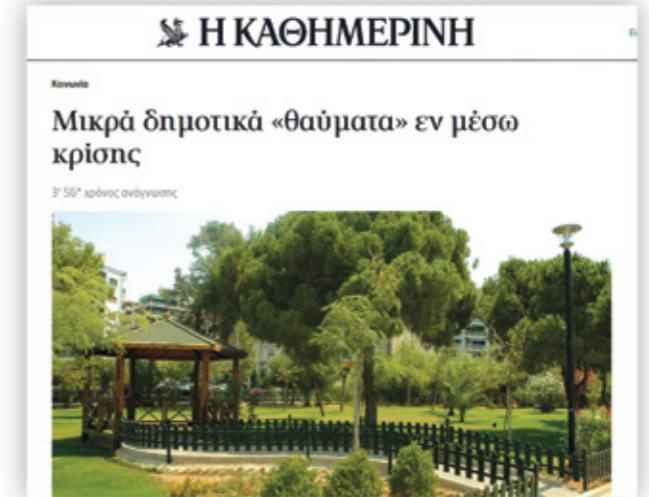 Η ΚΑΘΗΜΕΡΙΝΗ
Κοινωνία
Μικρά δημοτικά «θαύματα» εν μέσω
κρίσης
3' 56" χρόνος ανάγνωσης